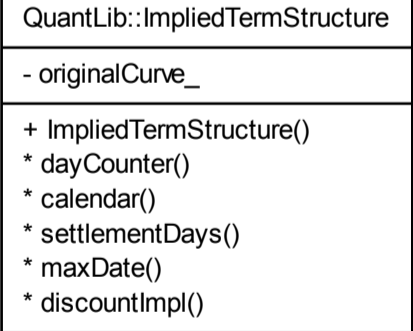 QuantLib::ImpliedTermStructure
- originalCurve_
+ ImpliedTermStructure()
* dayCounter()
* calendar()
* settlementDays()
* maxDate()
* discountImpl()